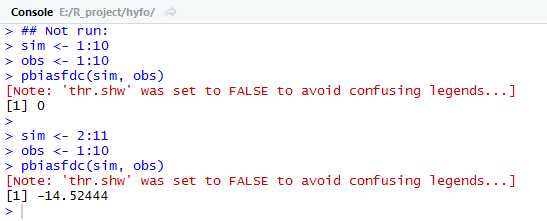 Console E:/R_project/hyfo/
> ## Not run:
> sim <- 1:10
> obs <- 1:10
> pbiasfdc(sim, obs)
[Note: 'thr.shw' was set to FALSE to avoid confusing legends...]
[1] 0
>
> sim <- 2:11
> obs <- 1:10
> pbiasfdc(sim, obs)
[Note: 'thr.shw' was set to FALSE to avoid confusing legends...]
[1] -14.52444
>